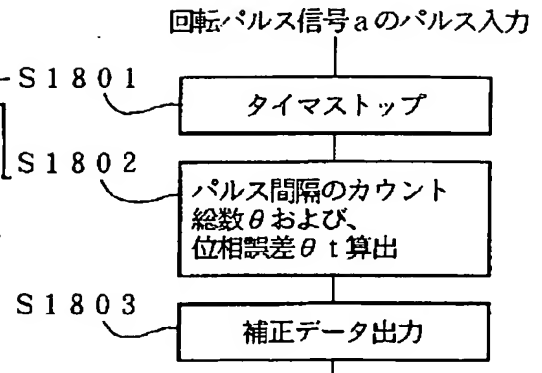 回転パルス信号aのパルス入力
S1801
タイマストップ
S1802
パルス間隔のカウント
総数θおよび、
位相誤差θt算出
S1803
補正データ出力